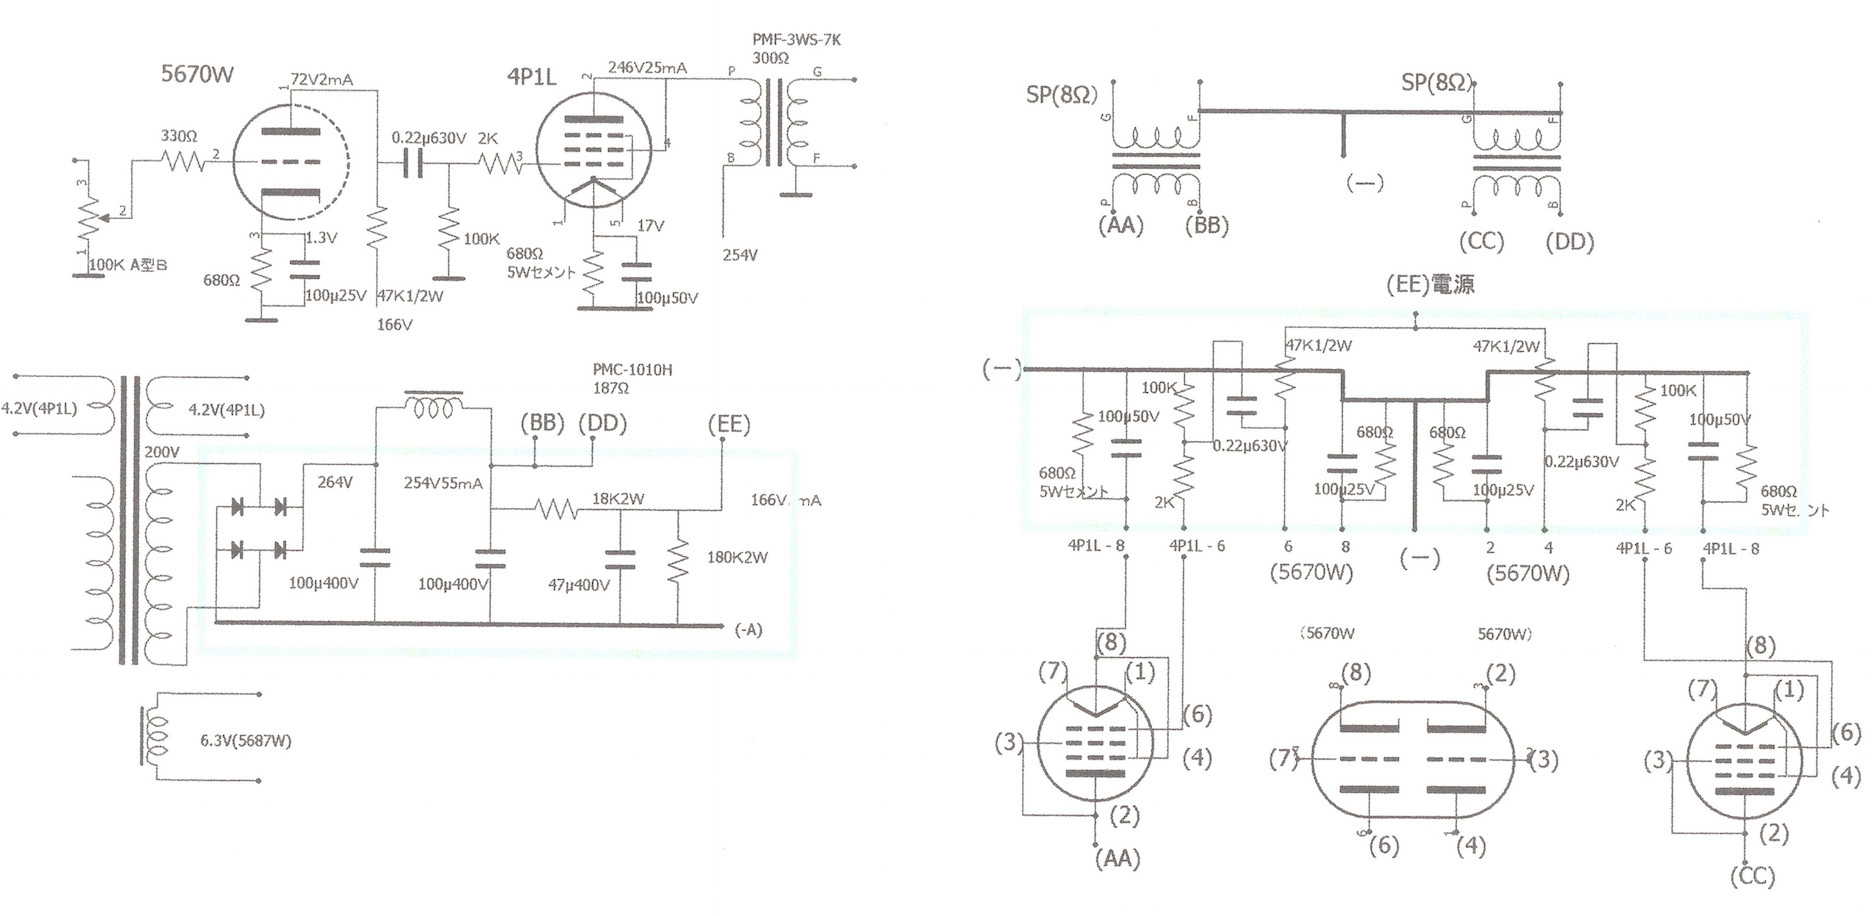 5670W
72V2mA
1
330Ω
2
3
2
1
100K A型B
3
1.3V
680Ω
100μ25V
47K1/2W
166V
0.22μ630V
2K
3
100K
4P1L
2
246V25mA
4
1
5
17V
680Ω
5Wセメント
100μ50V
PMF-3WS-7K
300Ω
P
G
B
F
254V
4.2V(4P1L)
4.2V(4P1L)
200V
264V
PMC-1010H
187Ω
(BB)
(DD)
(EE)
254V55mA
18K2W
166V
mA
100μ400V
100μ400V
47μ400V
180K2W
(-A)
6.3V(5687W)
SP(8Ω)
SP(8Ω)
G
F
G
F
(−)
P
B
P
B
(AA)
(BB)
(CC)
(DD)
(EE)電源
(−)
47K1/2W
47K1/2W
100K
100K
100μ50V
100μ50V
0.22μ630V
680Ω
680Ω
0.22μ630V
680Ω
5Wセメント
2K
100μ25V
100μ25V
2K
680Ω
5Wセメント
4P1L - 8
4P1L - 6
6
8
(−)
2
4
4P1L - 6
4P1L - 8
(5670W)
(5670W)
(5670W
5670W)
(8)
(7)
(1)
(6)
(3)
(4)
(2)
(AA)
8
(8)
3
(2)
(7)
(3)
6
(6)
1
(4)
(8)
(7)
(1)
(6)
(3)
(4)
(2)
(CC)